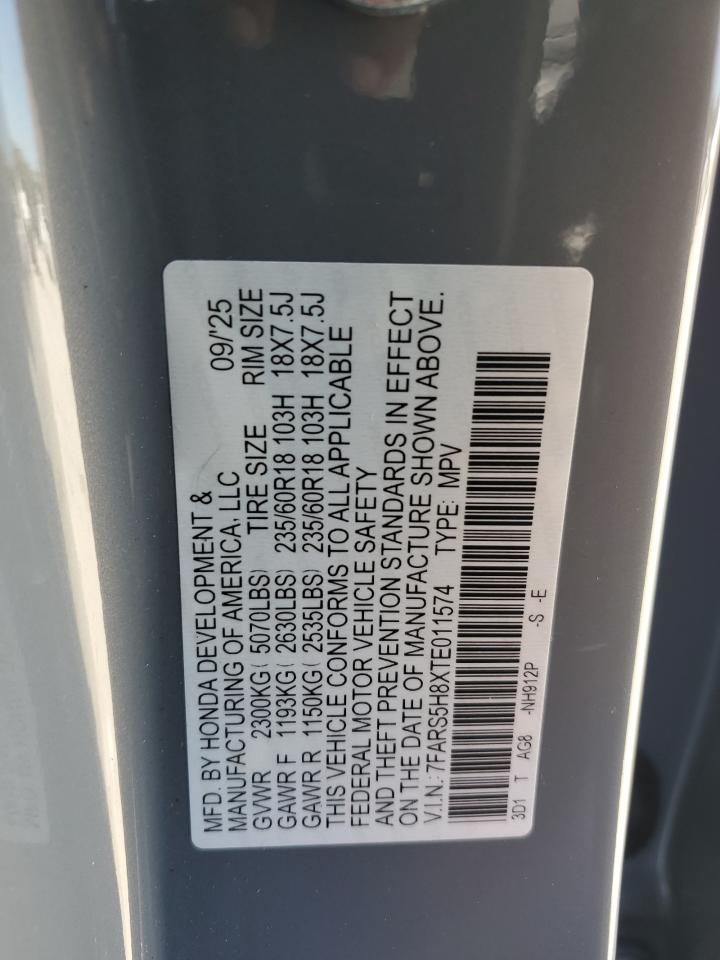 MFD. BY HONDA DEVELOPMENT &
MANUFACTURING OF AMERICA, LLC 09/'25
GVWR 2300KG( 5070LBS) TIRE SIZE RIM SIZE
GAWR F 1193KG( 2630LBS) 235/60R18 103H 18X7.5J
GAWR R 1150KG( 2535LBS) 235/60R18 103H 18X7.5J
THIS VEHICLE CONFORMS TO ALL APPLICABLE
FEDERAL MOTOR VEHICLE SAFETY
AND THEFT PREVENTION STANDARDS IN EFFECT
ON THE DATE OF MANUFACTURE SHOWN ABOVE.
V.I.N.: 7FARS5H8XTE011574 TYPE: MPV
3D1 T AG8 -NH912P -S -E